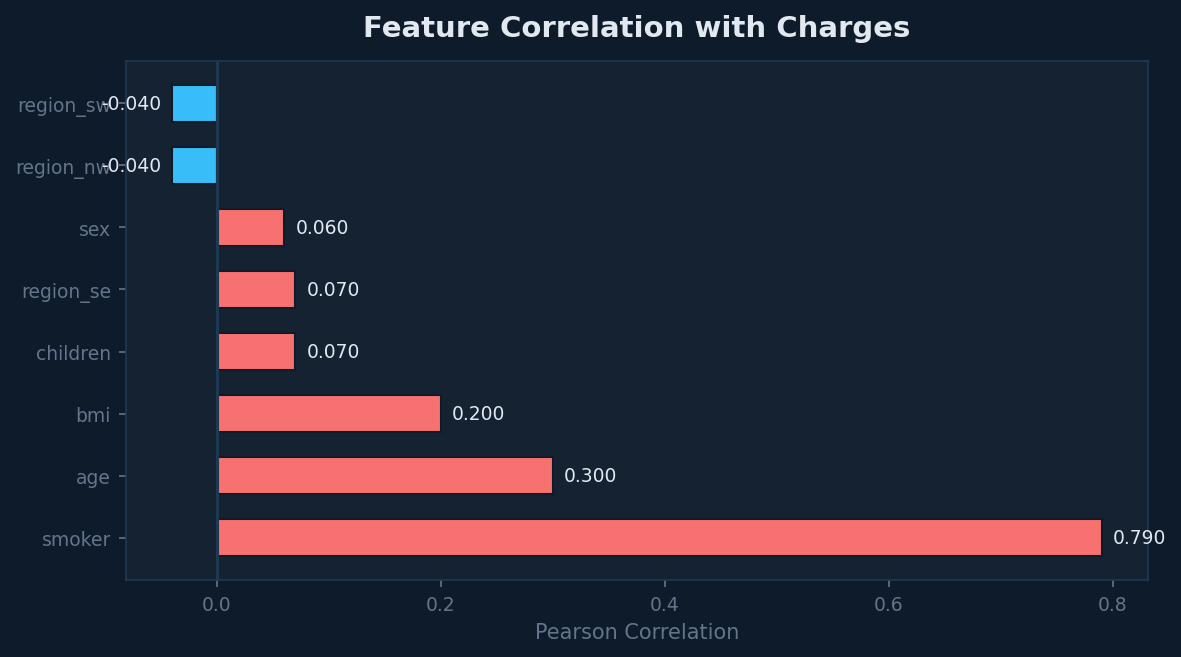 Feature Correlation with Charges
region_sw -0.040
region_nw -0.040
sex 0.060
region_se 0.070
children 0.070
bmi 0.200
age 0.300
smoker 0.790
0.0 0.2 0.4 0.6 0.8
Pearson Correlation